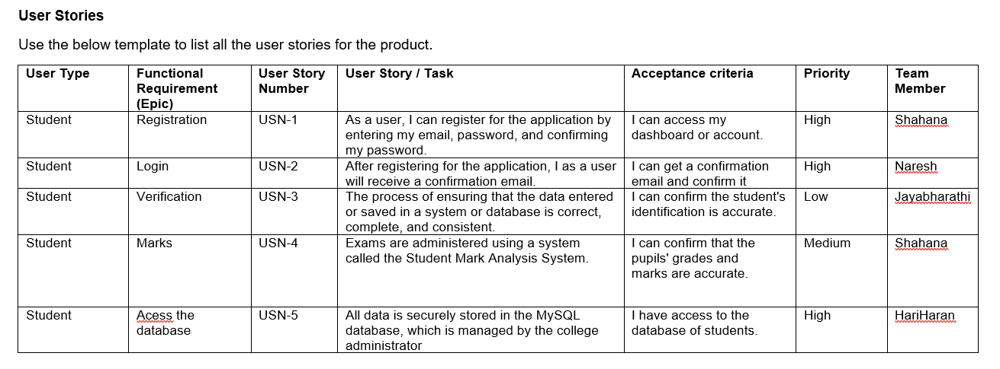 User Stories
Use the below template to list all the user stories for the product.
User Type Functional Requirement (Epic) User Story Number User Story / Task Acceptance criteria Priority Team Member
Student Registration USN-1 As a user, I can register for the application by entering my email, password, and confirming my password. I can access my dashboard or account. High Shahana
Student Login USN-2 After registering for the application, I as a user will receive a confirmation email. I can get a confirmation email and confirm it High Naresh
Student Verification USN-3 The process of ensuring that the data entered or saved in a system or database is correct, complete, and consistent. I can confirm the student's identification is accurate. Low Jayabharathi
Student Marks USN-4 Exams are administered using a system called the Student Mark Analysis System. I can confirm that the pupils' grades and marks are accurate. Medium Shahana
Student Acess the database USN-5 All data is securely stored in the MySQL database, which is managed by the college administrator I have access to the database of students. High HariHaran